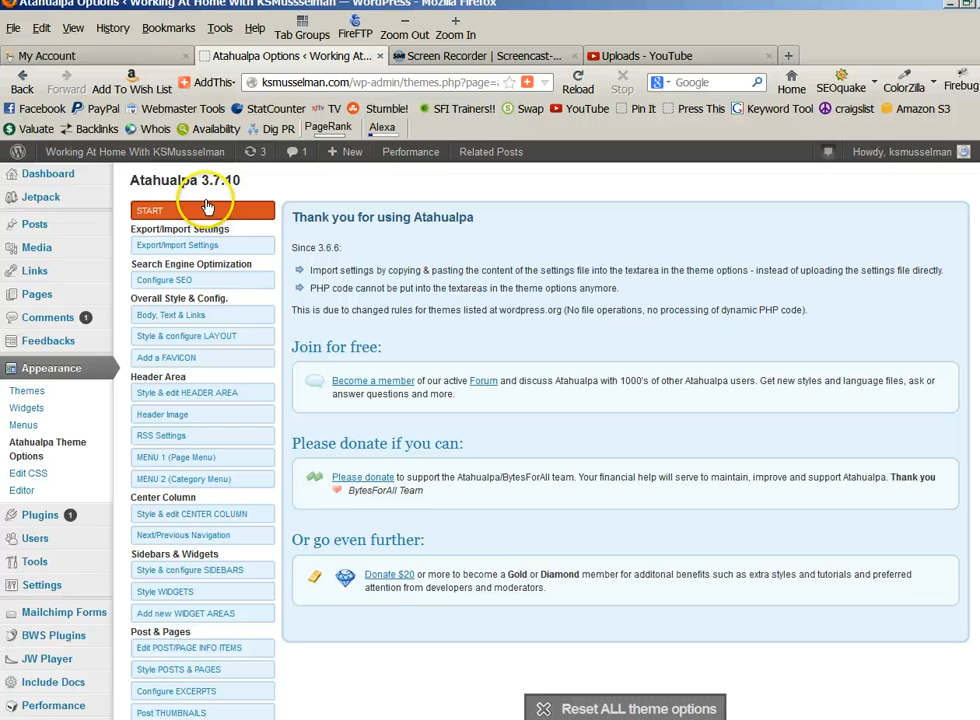 Atahualpa Options < Working At Home With KSMussselman — WordPress - Mozilla Firefox
File Edit View History Bookmarks Tools Help Tab Groups FireFTP Zoom Out Zoom In
My Account × Atahualpa Options < Working At... × Screen Recorder | Screencast-... × Uploads - YouTube × +
Back Forward Add To Wish List AddThis ksmusselman.com/wp-admin/themes.php?page=a Reload Stop Google Home SEOquake ColorZilla Firebug
Facebook PayPal Webmaster Tools StatCounter TV Stumble! SFI Trainers!! Swap YouTube Pin It Press This Keyword Tool craigslist Amazon S3
Valuate Backlinks Whois Availability Dig PR PageRank Alexa
Working At Home With KSMussselman 3 1 + New Performance Related Posts Howdy, ksmusselman
Dashboard
Jetpack
Posts
Media
Links
Pages
Comments 1
Feedbacks
Appearance
Themes
Widgets
Menus
Atahualpa Theme
Options
Edit CSS
Editor
Plugins 1
Users
Tools
Settings
Mailchimp Forms
BWS Plugins
JW Player
Include Docs
Performance
Atahualpa 3.7.10
START
Export/Import Settings
Export/Import Settings
Search Engine Optimization
Configure SEO
Overall Style & Config.
Body, Text & Links
Style & configure LAYOUT
Add a FAVICON
Header Area
Style & edit HEADER AREA
Header Image
RSS Settings
MENU 1 (Page Menu)
MENU 2 (Category Menu)
Center Column
Style & edit CENTER COLUMN
Next/Previous Navigation
Sidebars & Widgets
Style & configure SIDEBARS
Style WIDGETS
Add new WIDGET AREAS
Post & Pages
Edit POST/PAGE INFO ITEMS
Style POSTS & PAGES
Configure EXCERPTS
Post THUMBNAILS
Thank you for using Atahualpa
Since 3.6.6:
Import settings by copying & pasting the content of the settings file into the textarea in the theme options - instead of uploading the settings file directly.
PHP code cannot be put into the textareas in the theme options anymore.
This is due to changed rules for themes listed at wordpress.org (No file operations, no processing of dynamic PHP code).
Join for free:
Become a member of our active Forum and discuss Atahualpa with 1000's of other Atahualpa users. Get new styles and language files, ask or
answer questions and more.
Please donate if you can:
Please donate to support the Atahualpa/BytesForAll team. Your financial help will serve to maintain, improve and support Atahualpa. Thank you
BytesForAll Team
Or go even further:
Donate $20 or more to become a Gold or Diamond member for additonal benefits such as extra styles and tutorials and preferred
attention from developers and moderators.
Reset ALL theme options